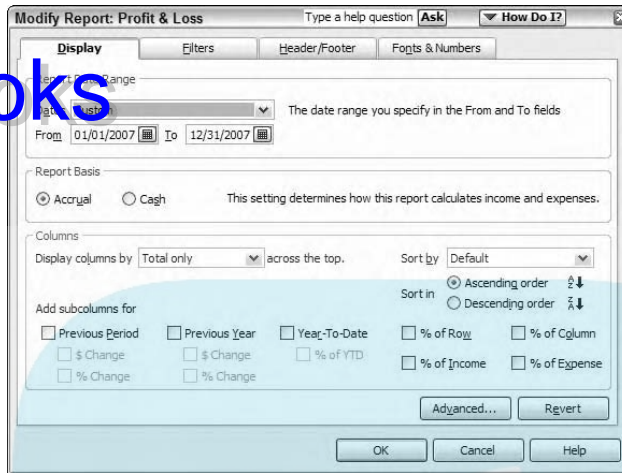 Modify Report: Profit & Loss
Type a help question Ask How Do I?
Display Filters Header/Footer Fonts & Numbers
oks
Report Date Range
Dates Custom The date range you specify in the From and To fields
From 01/01/2007 To 12/31/2007
Report Basis
Accrual Cash This setting determines how this report calculates income and expenses.
Columns
Display columns by Total only across the top. Sort by Default
Sort in Ascending order
Descending order
Add subcolumns for
Previous Period Previous Year Year-To-Date % of Row % of Column
$ Change $ Change % of YTD % of Income % of Expense
% Change % Change
Advanced... Revert
OK Cancel Help